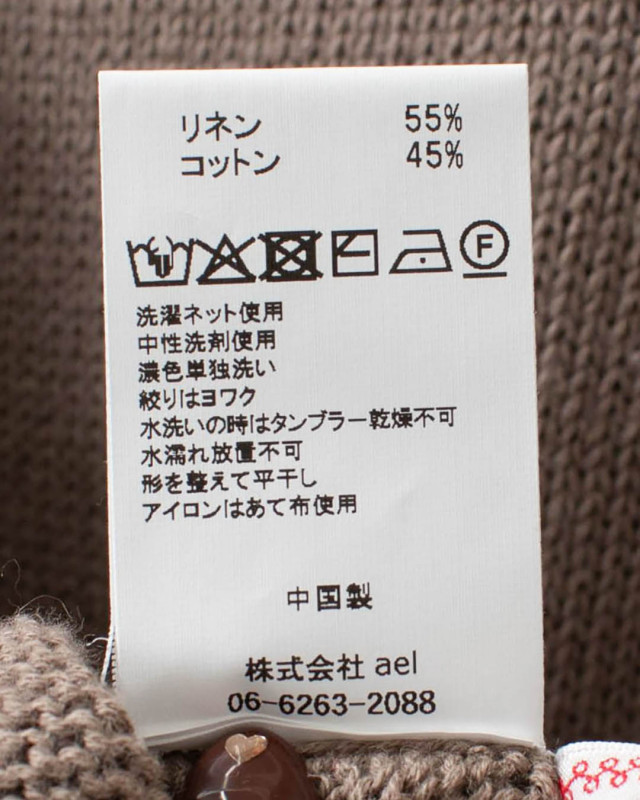 リネン 55%
コットン 45%
F
洗濯ネット使用
中性洗剤使用
濃色単独洗い
絞りはヨワク
水洗いの時はタンブラー乾燥不可
水濡れ放置不可
形を整えて平干し
アイロンはあて布使用
中国製
株式会社 ael
06-6263-2088